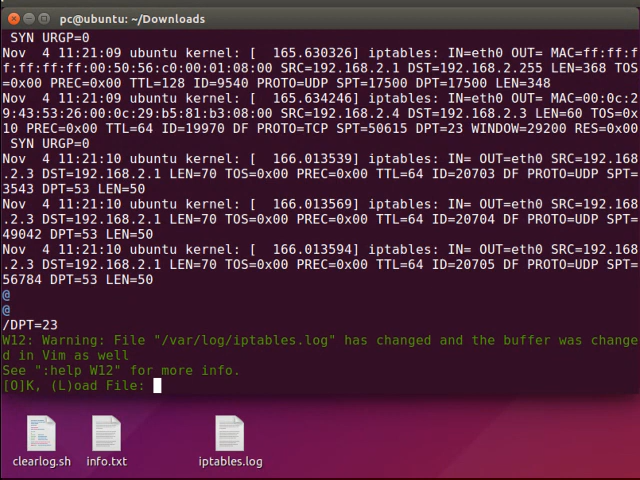 pc@ubuntu: ~/Downloads
SYN URGP=0
Nov  4 11:21:09 ubuntu kernel: [  165.630326] iptables: IN=eth0 OUT= MAC=ff:ff:f
f:ff:ff:ff:00:50:56:c0:00:01:08:00 SRC=192.168.2.1 DST=192.168.2.255 LEN=368 TOS
=0x00 PREC=0x00 TTL=128 ID=9540 PROTO=UDP SPT=17500 DPT=17500 LEN=348
Nov  4 11:21:09 ubuntu kernel: [  165.634246] iptables: IN=eth0 OUT= MAC=00:0c:2
9:43:53:26:00:0c:29:b5:81:b3:08:00 SRC=192.168.2.4 DST=192.168.2.3 LEN=60 TOS=0x
10 PREC=0x00 TTL=64 ID=19970 DF PROTO=TCP SPT=50615 DPT=23 WINDOW=29200 RES=0x00
SYN URGP=0
Nov  4 11:21:10 ubuntu kernel: [  166.013539] iptables: IN= OUT=eth0 SRC=192.168
.2.3 DST=192.168.2.1 LEN=70 TOS=0x00 PREC=0x00 TTL=64 ID=20703 DF PROTO=UDP SPT=
3543 DPT=53 LEN=50
Nov  4 11:21:10 ubuntu kernel: [  166.013569] iptables: IN= OUT=eth0 SRC=192.168
.2.3 DST=192.168.2.1 LEN=70 TOS=0x00 PREC=0x00 TTL=64 ID=20704 DF PROTO=UDP SPT=
49042 DPT=53 LEN=50
Nov  4 11:21:10 ubuntu kernel: [  166.013594] iptables: IN= OUT=eth0 SRC=192.168
.2.3 DST=192.168.2.1 LEN=70 TOS=0x00 PREC=0x00 TTL=64 ID=20705 DF PROTO=UDP SPT=
56784 DPT=53 LEN=50
@
@
/DPT=23
W12: Warning: File "/var/log/iptables.log" has changed and the buffer was change
d in Vim as well
See ":help W12" for more info.
[O]K, (L)oad File:
clearlog.sh
info.txt
iptables.log